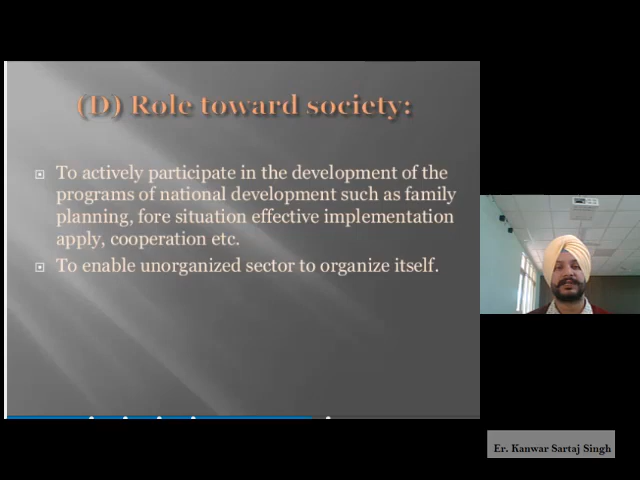 (D) Role toward society:
To actively participate in the development of the
programs of national development such as family
planning, fore situation effective implementation
apply, cooperation etc.
To enable unorganized sector to organize itself.
Er. Kanwar Sartaj Singh